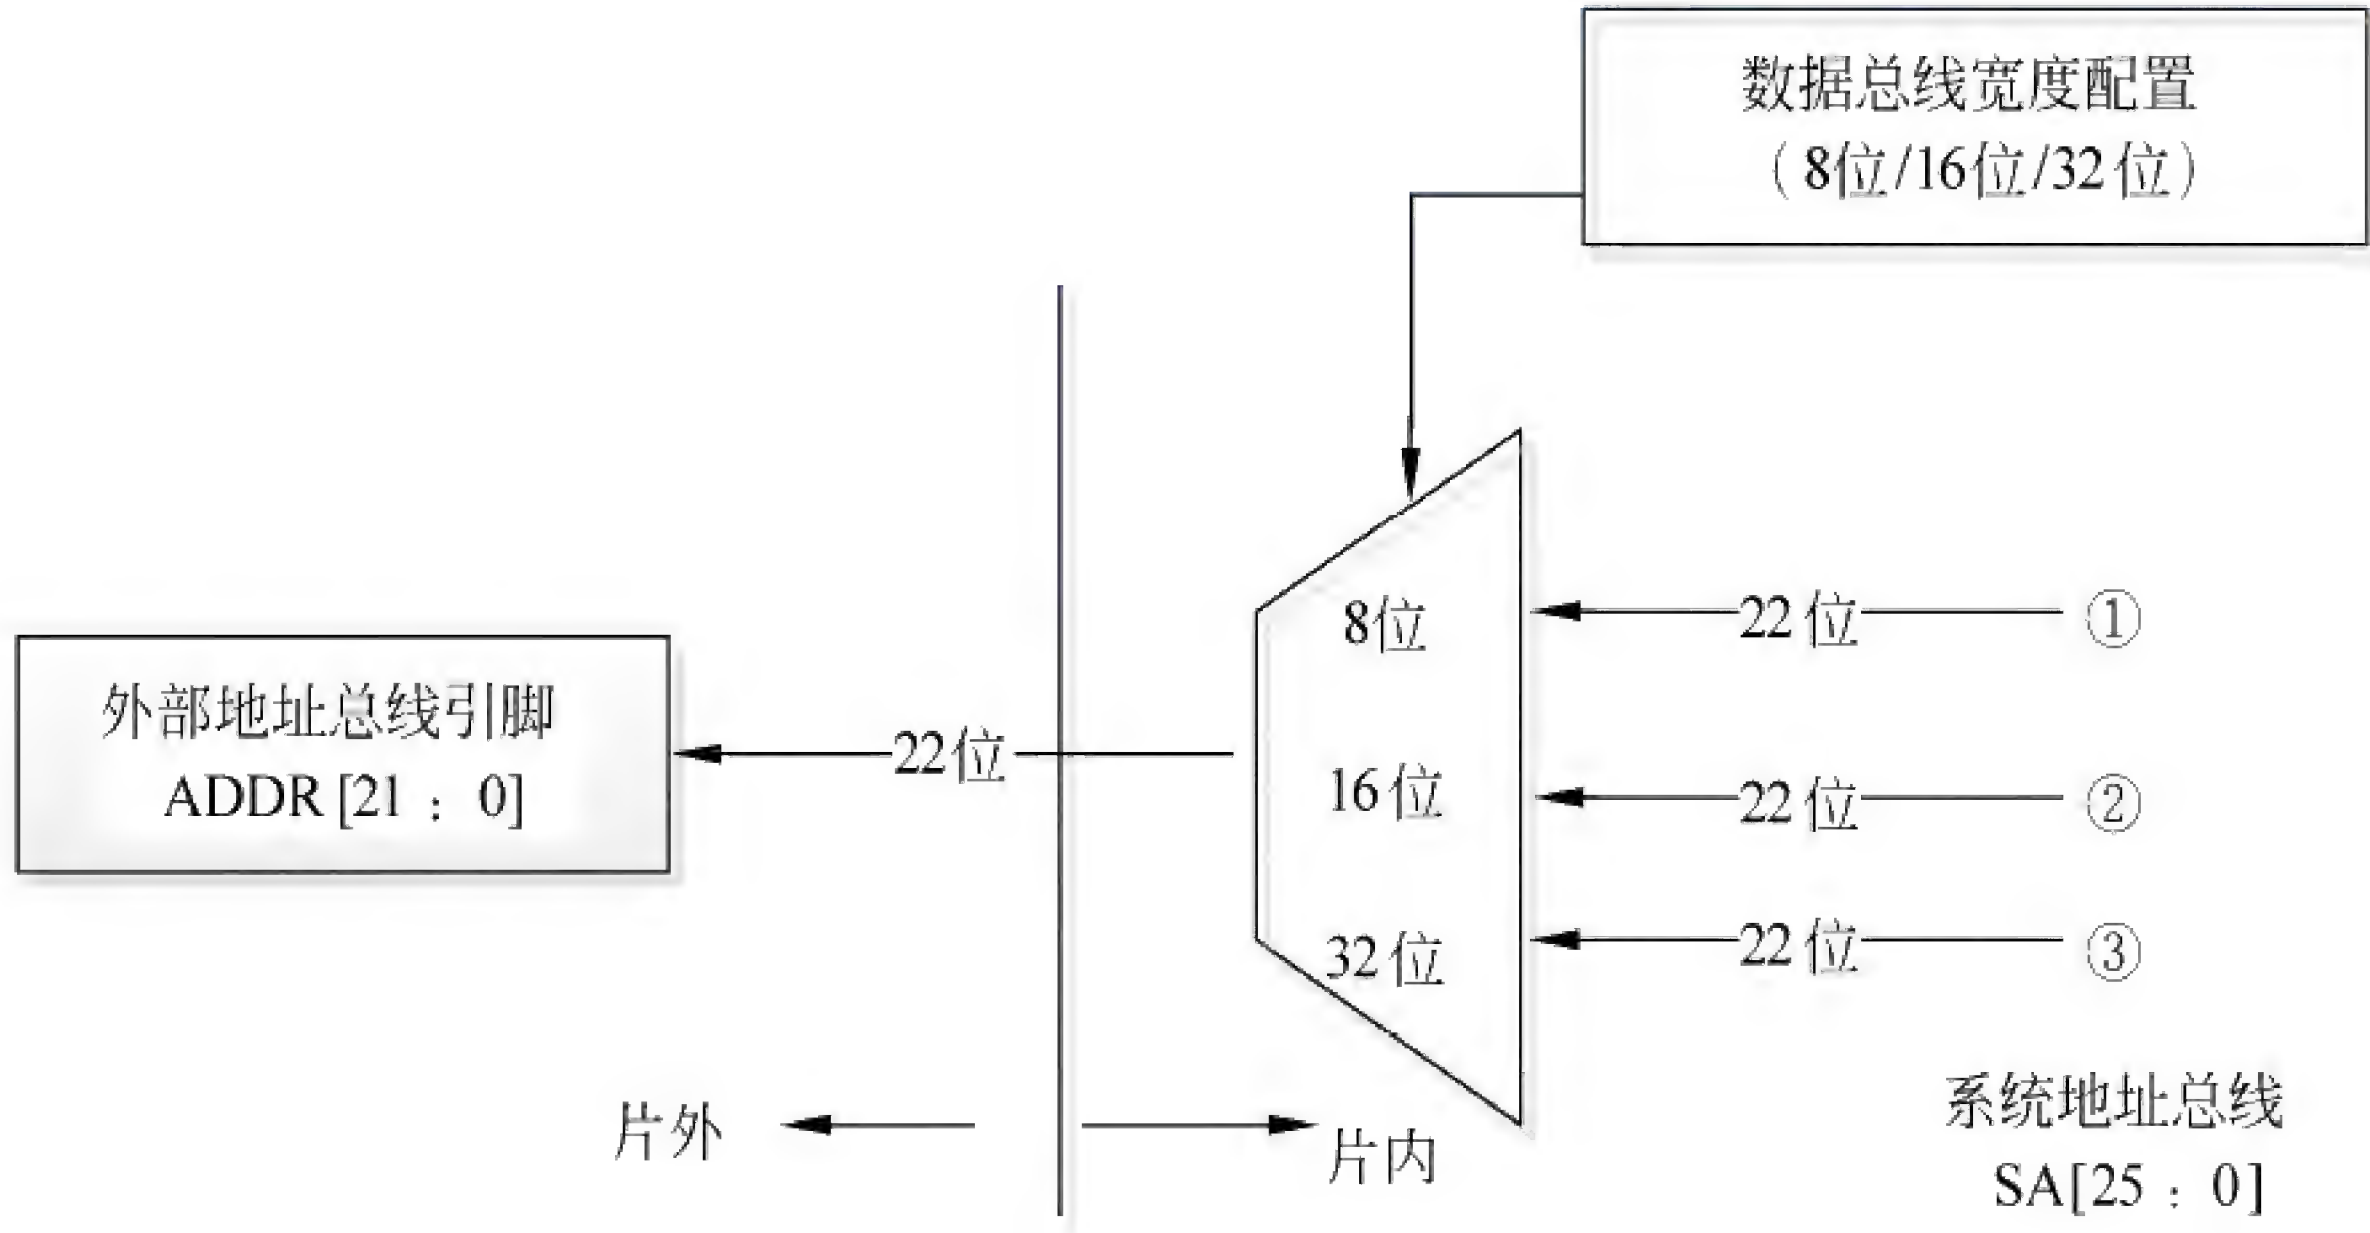 数据总线宽度配置
（8位/16位/32位）
8位
22位
①
外部地址总线引脚
ADDR[21：0]
22位
16位
22位
②
32位
22位
③
片外
片内
系统地址总线
SA[25：0]